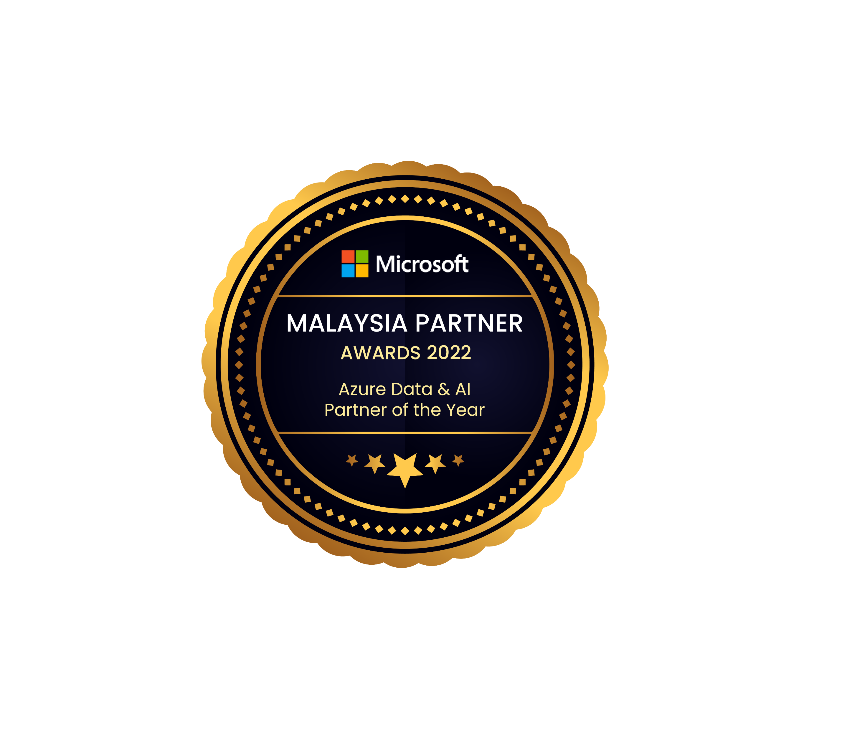 Microsoft
MALAYSIA PARTNER
AWARDS 2022
Azure Data & AI
Partner of the Year